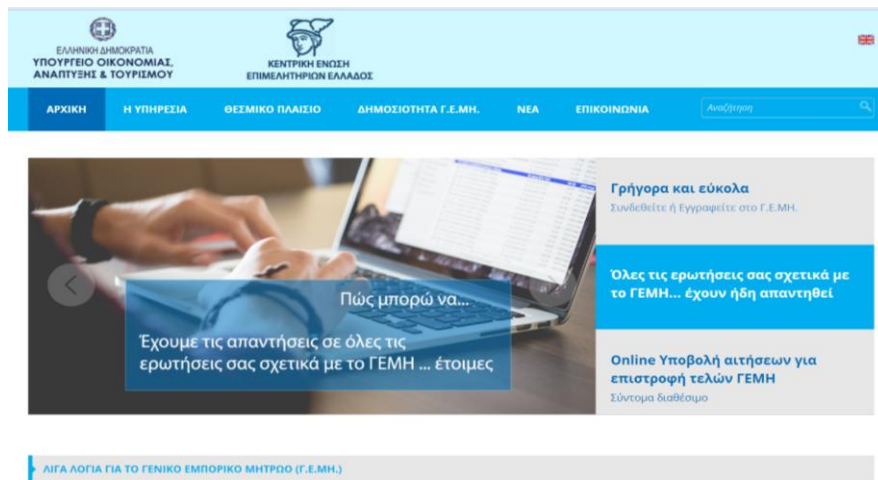 ΕΛΛΗΝΙΚΗ ΔΗΜΟΚΡΑΤΙΑ
ΥΠΟΥΡΓΕΙΟ ΟΙΚΟΝΟΜΙΑΣ,
ΑΝΑΠΤΥΞΗΣ & ΤΟΥΡΙΣΜΟΥ
ΚΕΝΤΡΙΚΗ ΕΝΩΣΗ
ΕΠΙΜΕΛΗΤΗΡΙΩΝ ΕΛΛΑΔΟΣ
ΑΡΧΙΚΗ Η ΥΠΗΡΕΣΙΑ ΘΕΣΜΙΚΟ ΠΛΑΙΣΙΟ ΔΗΜΟΣΙΟΤΗΤΑ Γ.Ε.ΜΗ. ΝΕΑ ΕΠΙΚΟΙΝΩΝΙΑ Αναζήτηση
Πώς μπορώ να...
Έχουμε τις απαντήσεις σε όλες τις
ερωτήσεις σας σχετικά με το ΓΕΜΗ ... έτοιμες
Γρήγορα και εύκολα
Συνδεθείτε ή Εγγραφείτε στο Γ.Ε.ΜΗ.
Όλες τις ερωτήσεις σας σχετικά με
το ΓΕΜΗ... έχουν ήδη απαντηθεί
Online Υποβολή αιτήσεων για
επιστροφή τελών ΓΕΜΗ
Σύντομα διαθέσιμο
ΛΙΓΑ ΛΟΓΙΑ ΓΙΑ ΤΟ ΓΕΝΙΚΟ ΕΜΠΟΡΙΚΟ ΜΗΤΡΩΟ (Γ.Ε.ΜΗ.)